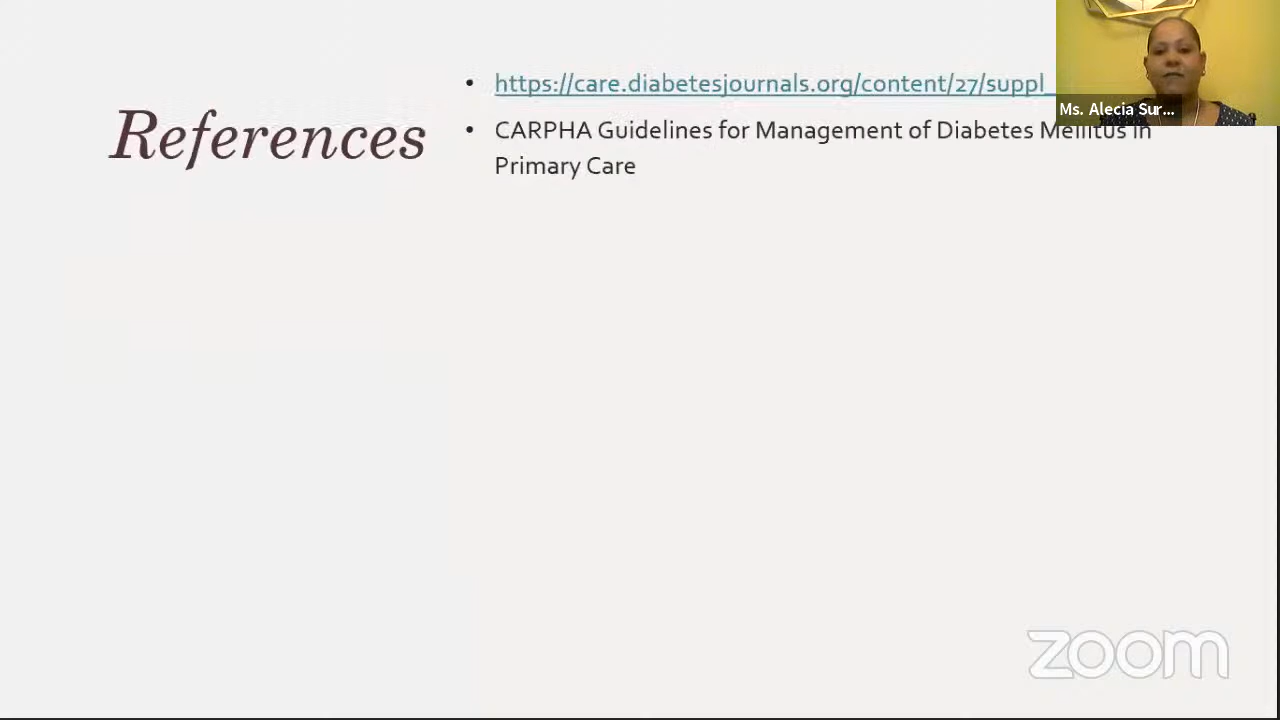 References
https://care.diabetesjournals.org/content/27/suppl_
CARPHA Guidelines for Management of Diabetes Mellitus in
Primary Care
Ms. Alecia Sur...
zoom